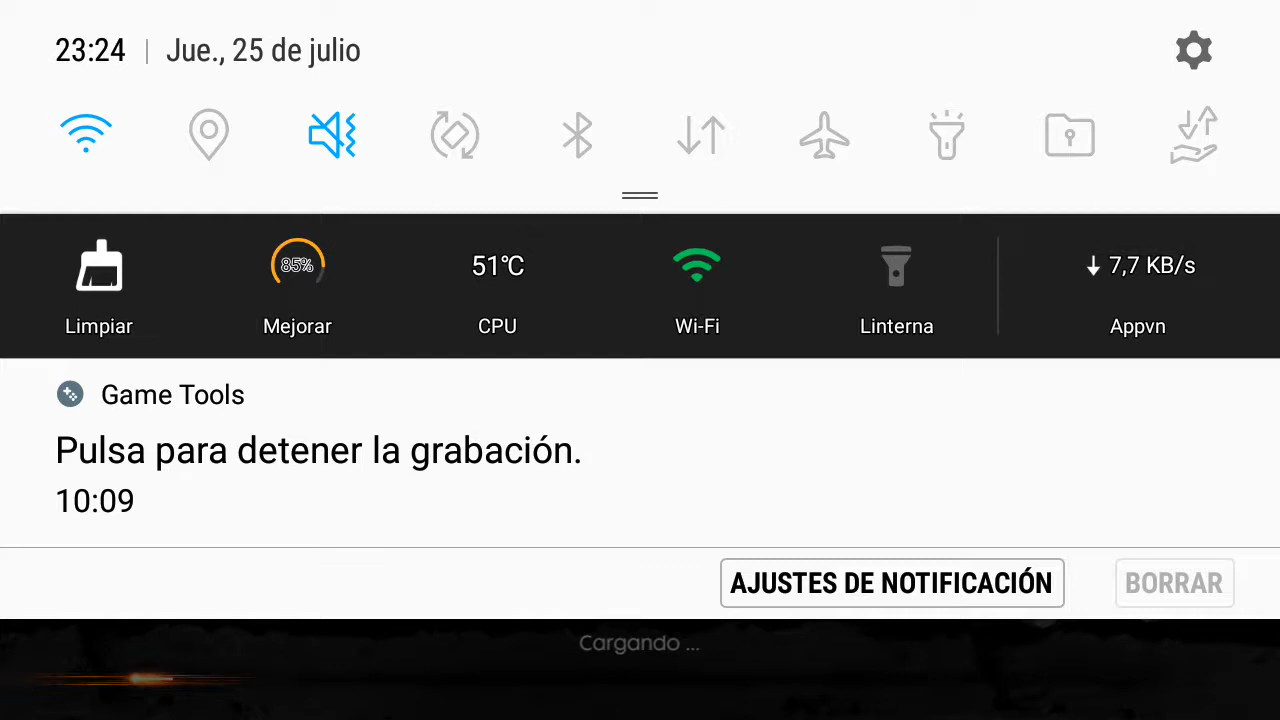 23:24 | Jue., 25 de julio
85%
51°C
↓ 7,7 KB/s
Limpiar
Mejorar
CPU
Wi-Fi
Linterna
Appvn
Game Tools
Pulsa para detener la grabación.
10:09
AJUSTES DE NOTIFICACIÓN
BORRAR
Cargando ...